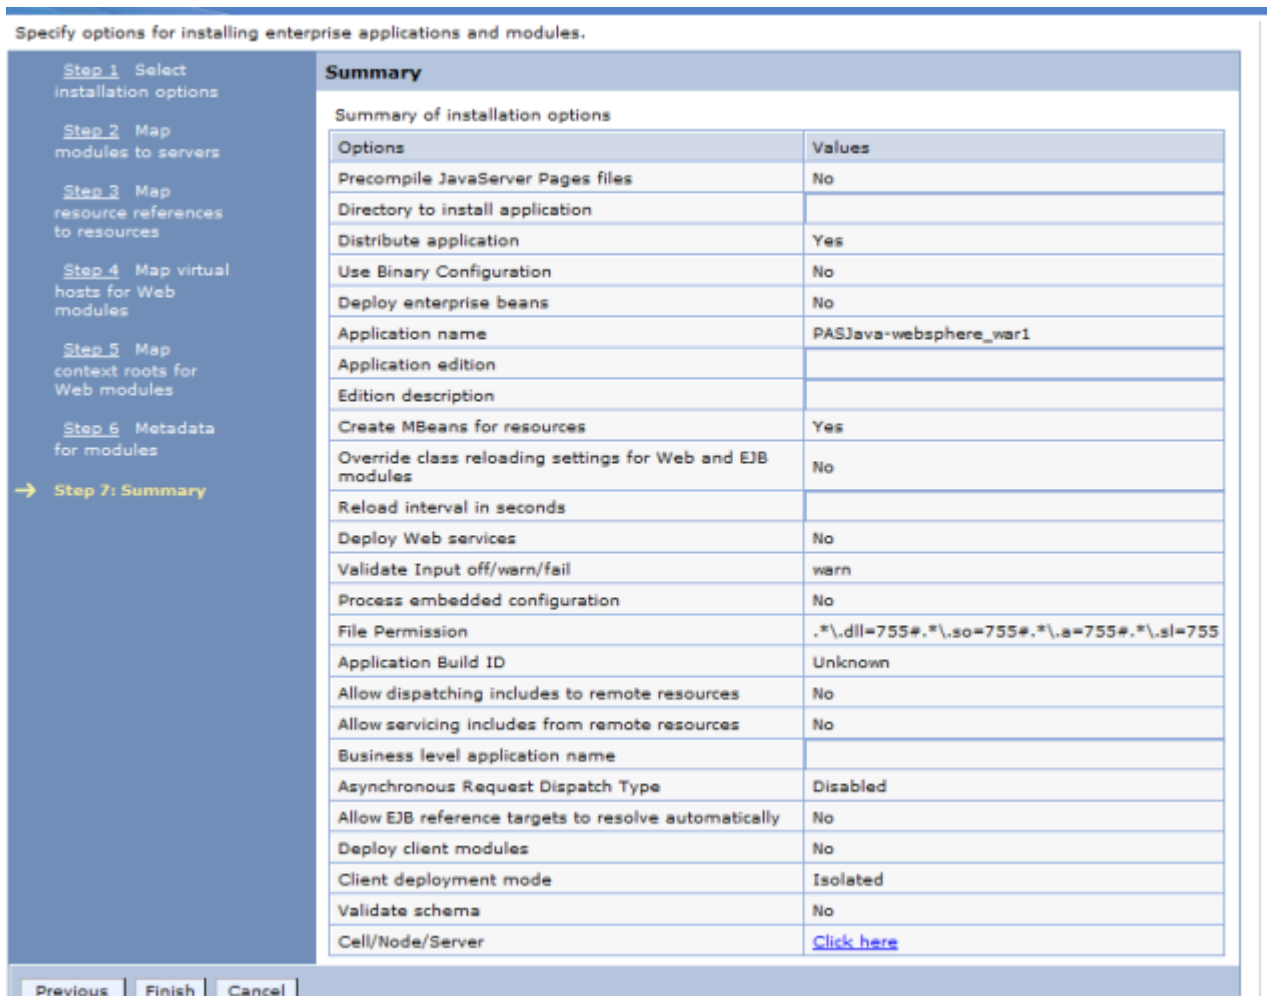 Specify options for installing enterprise applications and modules.
Step 1 Select
installation options
Step 2 Map
modules to servers
Step 3 Map
resource references
to resources
Step 4 Map virtual
hosts for Web
modules
Step 5 Map
context roots for
Web modules
Step 6 Metadata
for modules
Step 7: Summary
Summary
Summary of installation options
Options Values
Precompile JavaServer Pages files No
Directory to install application
Distribute application Yes
Use Binary Configuration No
Deploy enterprise beans No
Application name PASJava-websphere_war1
Application edition
Edition description
Create MBeans for resources Yes
Override class reloading settings for Web and EJB
modules No
Reload interval in seconds
Deploy Web services No
Validate Input off/warn/fail warn
Process embedded configuration No
File Permission .*\.dll=755#.*\.so=755#.*\.a=755#.*\.sl=755
Application Build ID Unknown
Allow dispatching includes to remote resources No
Allow servicing includes from remote resources No
Business level application name
Asynchronous Request Dispatch Type Disabled
Allow EJB reference targets to resolve automatically No
Deploy client modules No
Client deployment mode Isolated
Validate schema No
Cell/Node/Server Click here
Previous Finish Cancel